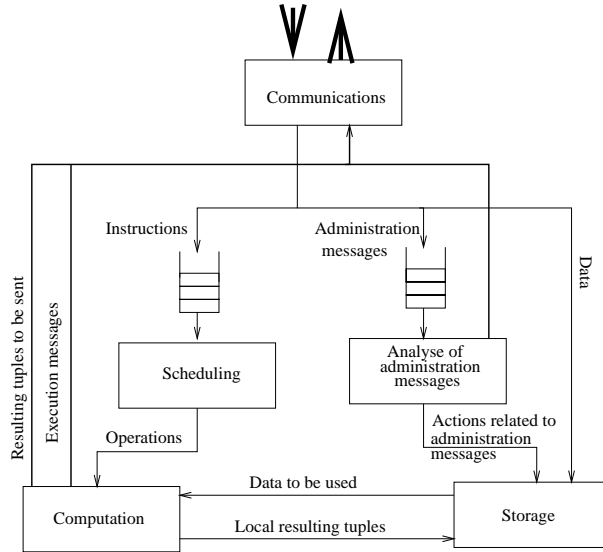 Communications
Instructions
Administration
messages
Data
Resulting tuples to be sent
Execution messages
Scheduling
Analyse of
administration
messages
Operations
Actions related to
administration
messages
Data to be used
Computation
Local resulting tuples
Storage